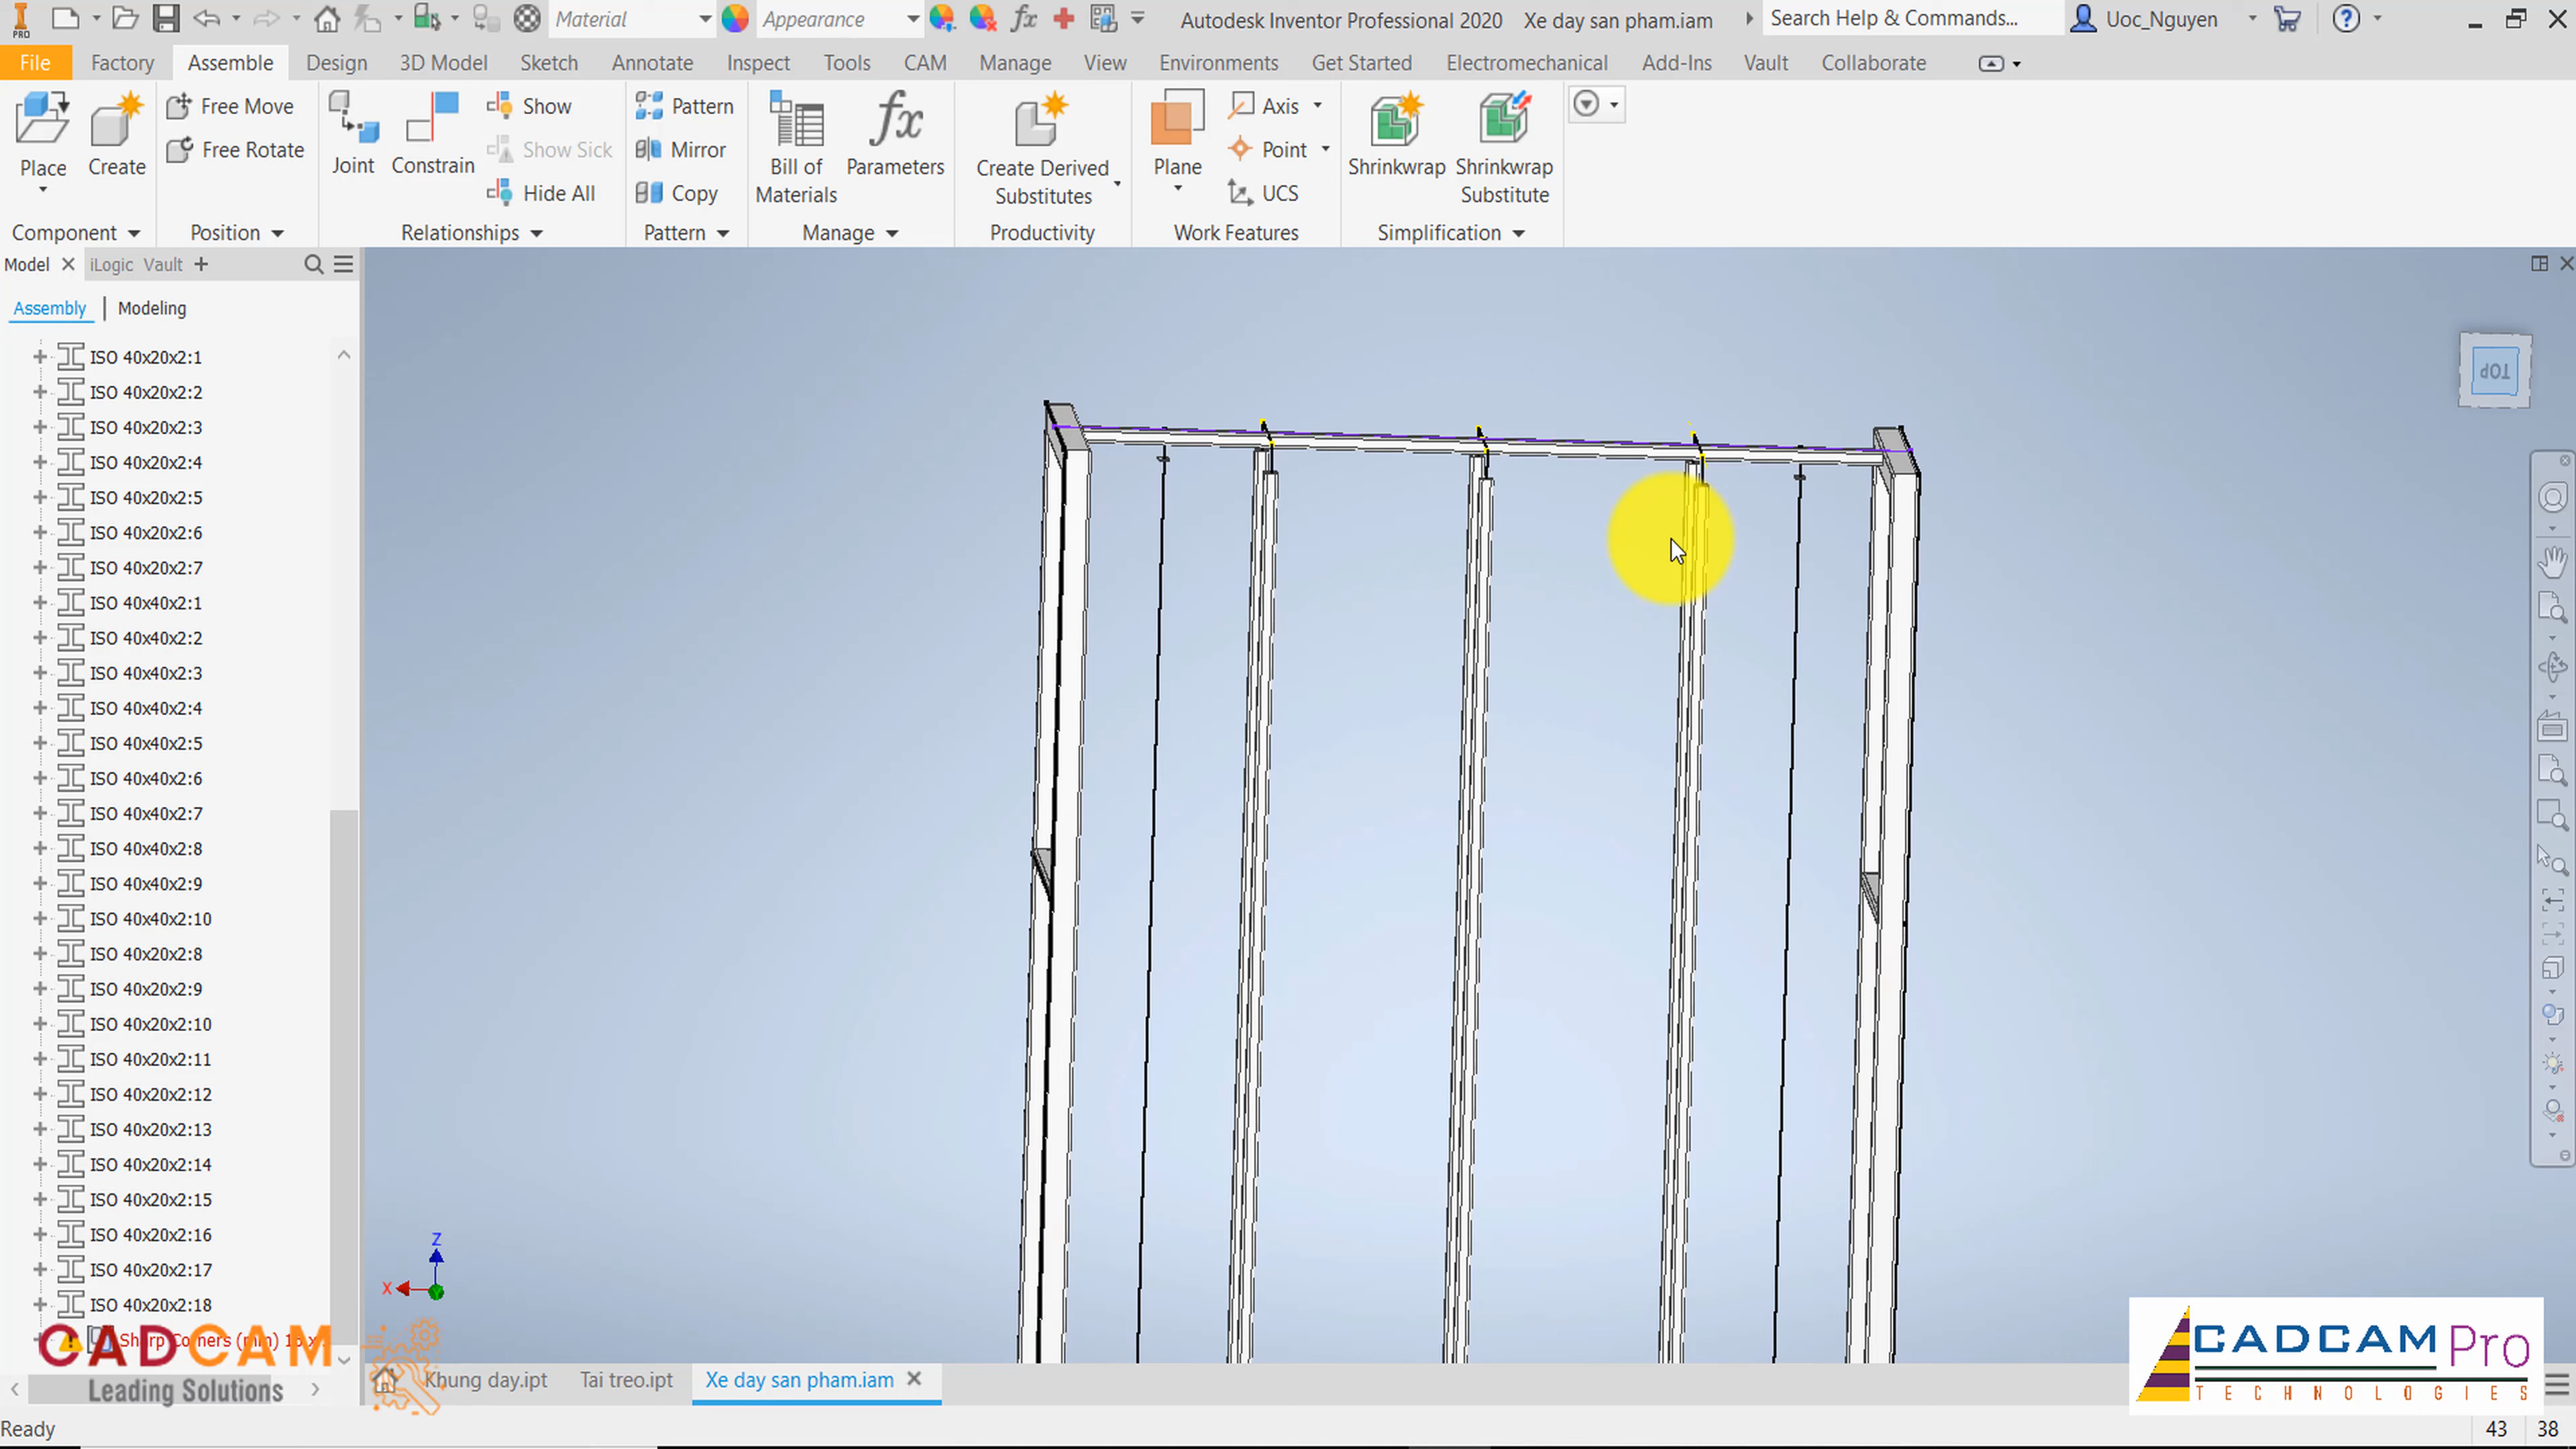 PRO Material Appearance fx Autodesk Inventor Professional 2020 Xe day san pham.iam Search Help & Commands... Uoc_Nguyen
File Factory Assemble Design 3D Model Sketch Annotate Inspect Tools CAM Manage View Environments Get Started Electromechanical Add-Ins Vault Collaborate
Place
Create
Free Move
Free Rotate
Joint
Constrain
Show
Show Sick
Hide All
Pattern
Mirror
Copy
Bill of
Materials
fx
Parameters
Create Derived
Substitutes
Plane
Axis
Point
UCS
Shrinkwrap
Shrinkwrap
Substitute
Component Position Relationships Pattern Manage Productivity Work Features Simplification
Model iLogic Vault
Assembly | Modeling
TOP
ISO 40x20x2:1
ISO 40x20x2:2
ISO 40x20x2:3
ISO 40x20x2:4
ISO 40x20x2:5
ISO 40x20x2:6
ISO 40x20x2:7
ISO 40x40x2:1
ISO 40x40x2:2
ISO 40x40x2:3
ISO 40x40x2:4
ISO 40x40x2:5
ISO 40x40x2:6
ISO 40x40x2:7
ISO 40x40x2:8
ISO 40x40x2:9
ISO 40x40x2:10
ISO 40x20x2:8
ISO 40x20x2:9
ISO 40x20x2:10
ISO 40x20x2:11
ISO 40x20x2:12
ISO 40x20x2:13
ISO 40x20x2:14
ISO 40x20x2:15
ISO 40x20x2:16
ISO 40x20x2:17
ISO 40x20x2:18
Sharp Corners (mm)
Z
X
CADCAM
Leading Solutions
Khung day.ipt Tai treo.ipt Xe day san pham.iam
CADCAM Pro
TECHNOLOGIES
Ready
43 38